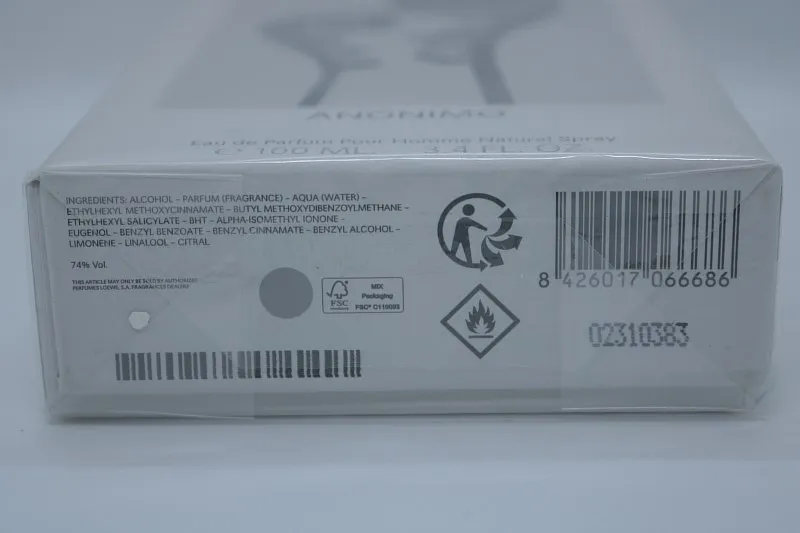 ANONIMO
Eau de Parfum Pour Homme Natural Spray
℮ 100 ML - 3.4 FL.OZ.
INGREDIENTS: ALCOHOL – PARFUM (FRAGRANCE) – AQUA (WATER) –
ETHYLHEXYL METHOXYCINNAMATE – BUTYL METHOXYDIBENZOYLMETHANE –
ETHYLHEXYL SALICYLATE – BHT – ALPHA-ISOMETHYL IONONE –
EUGENOL – BENZYL BENZOATE – BENZYL CINNAMATE – BENZYL ALCOHOL –
LIMONENE – LINALOOL – CITRAL
74% Vol.
THIS ARTICLE MAY ONLY BE SOLD BY AUTHORIZED
PERFUMES LOEWE, S.A. FRAGRANCES DEALERS
FSC
MIX
Packaging
FSC® C110093
8 426017 066686
02310383